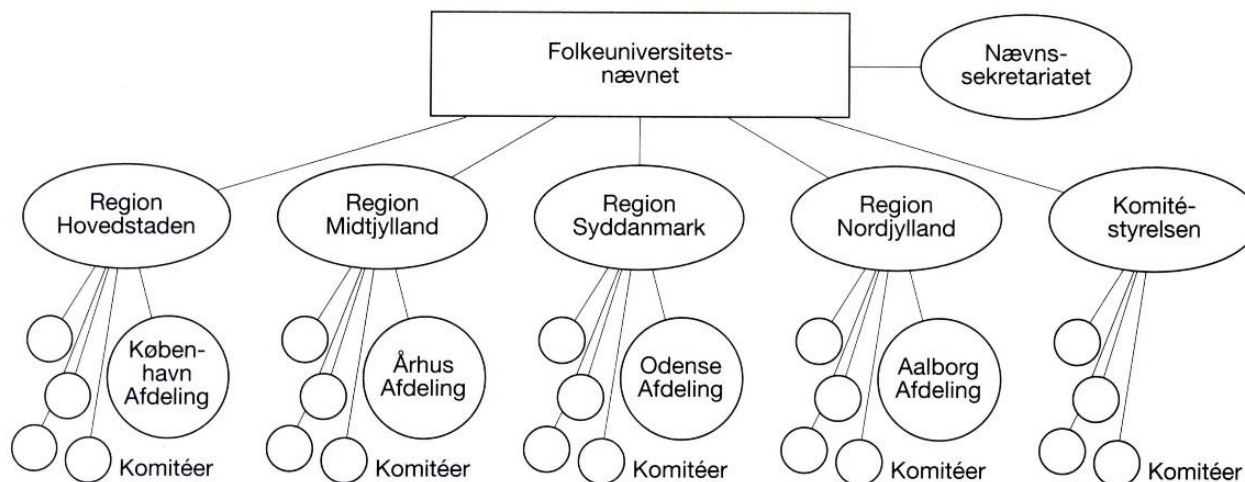 Folkeuniversitets-
nævnet
Nævns-
sekretariatet
Region
Hovedstaden
Region
Midtjylland
Region
Syddanmark
Region
Nordjylland
Komité-
styrelsen
Køben-
havn
Afdeling
Århus
Afdeling
Odense
Afdeling
Aalborg
Afdeling
Komitéer
Komitéer
Komitéer
Komitéer
Komitéer